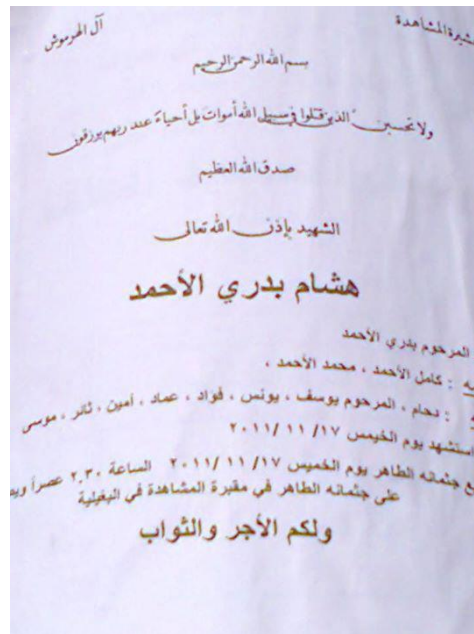 عشيرة المشاهدة
آل الهرموش
بسم الله الرحمن الرحيم
ولا تحسبن الذين قتلوا في سبيل الله أموات بل أحياء عند ربهم يرزقون
صدق الله العظيم
الشهيد بإذن الله تعالى
هشام بدري الأحمد
المرحوم بدري الأحمد
: كامل الأحمد ، محمد الأحمد ،
: دحام ، المرحوم يوسف ، يونس ، فواد ، عماد ، أمين ، ثائر ، موسى
استشهد يوم الخميس ١٧/ ١١ /٢٠١١
جثمانه الطاهر يوم الخميس ١٧/ ١١ /٢٠١١ الساعة ٢.٣٠ عصراً
على جثمانه الطاهر في مقبرة المشاهدة في البغيلية
ولكم الأجر والثواب